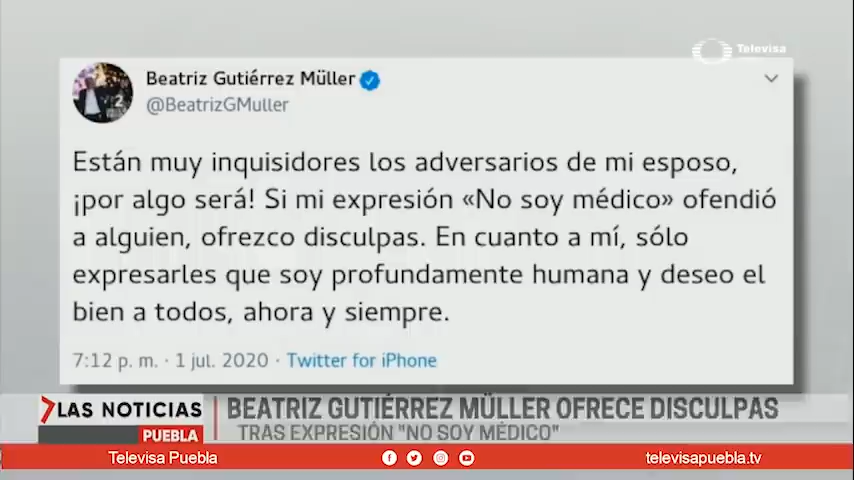 Televisa
Beatriz Gutiérrez Müller
@BeatrizGMuller
Están muy inquisidores los adversarios de mi esposo,
¡por algo será! Si mi expresión «No soy médico» ofendió
a alguien, ofrezco disculpas. En cuanto a mí, sólo
expresarles que soy profundamente humana y deseo el
bien a todos, ahora y siempre.
7:12 p. m. · 1 jul. 2020 · Twitter for iPhone
LAS NOTICIAS
PUEBLA
BEATRIZ GUTIÉRREZ MÜLLER OFRECE DISCULPAS
TRAS EXPRESIÓN "NO SOY MÉDICO"
Televisa Puebla
televisapuebla.tv